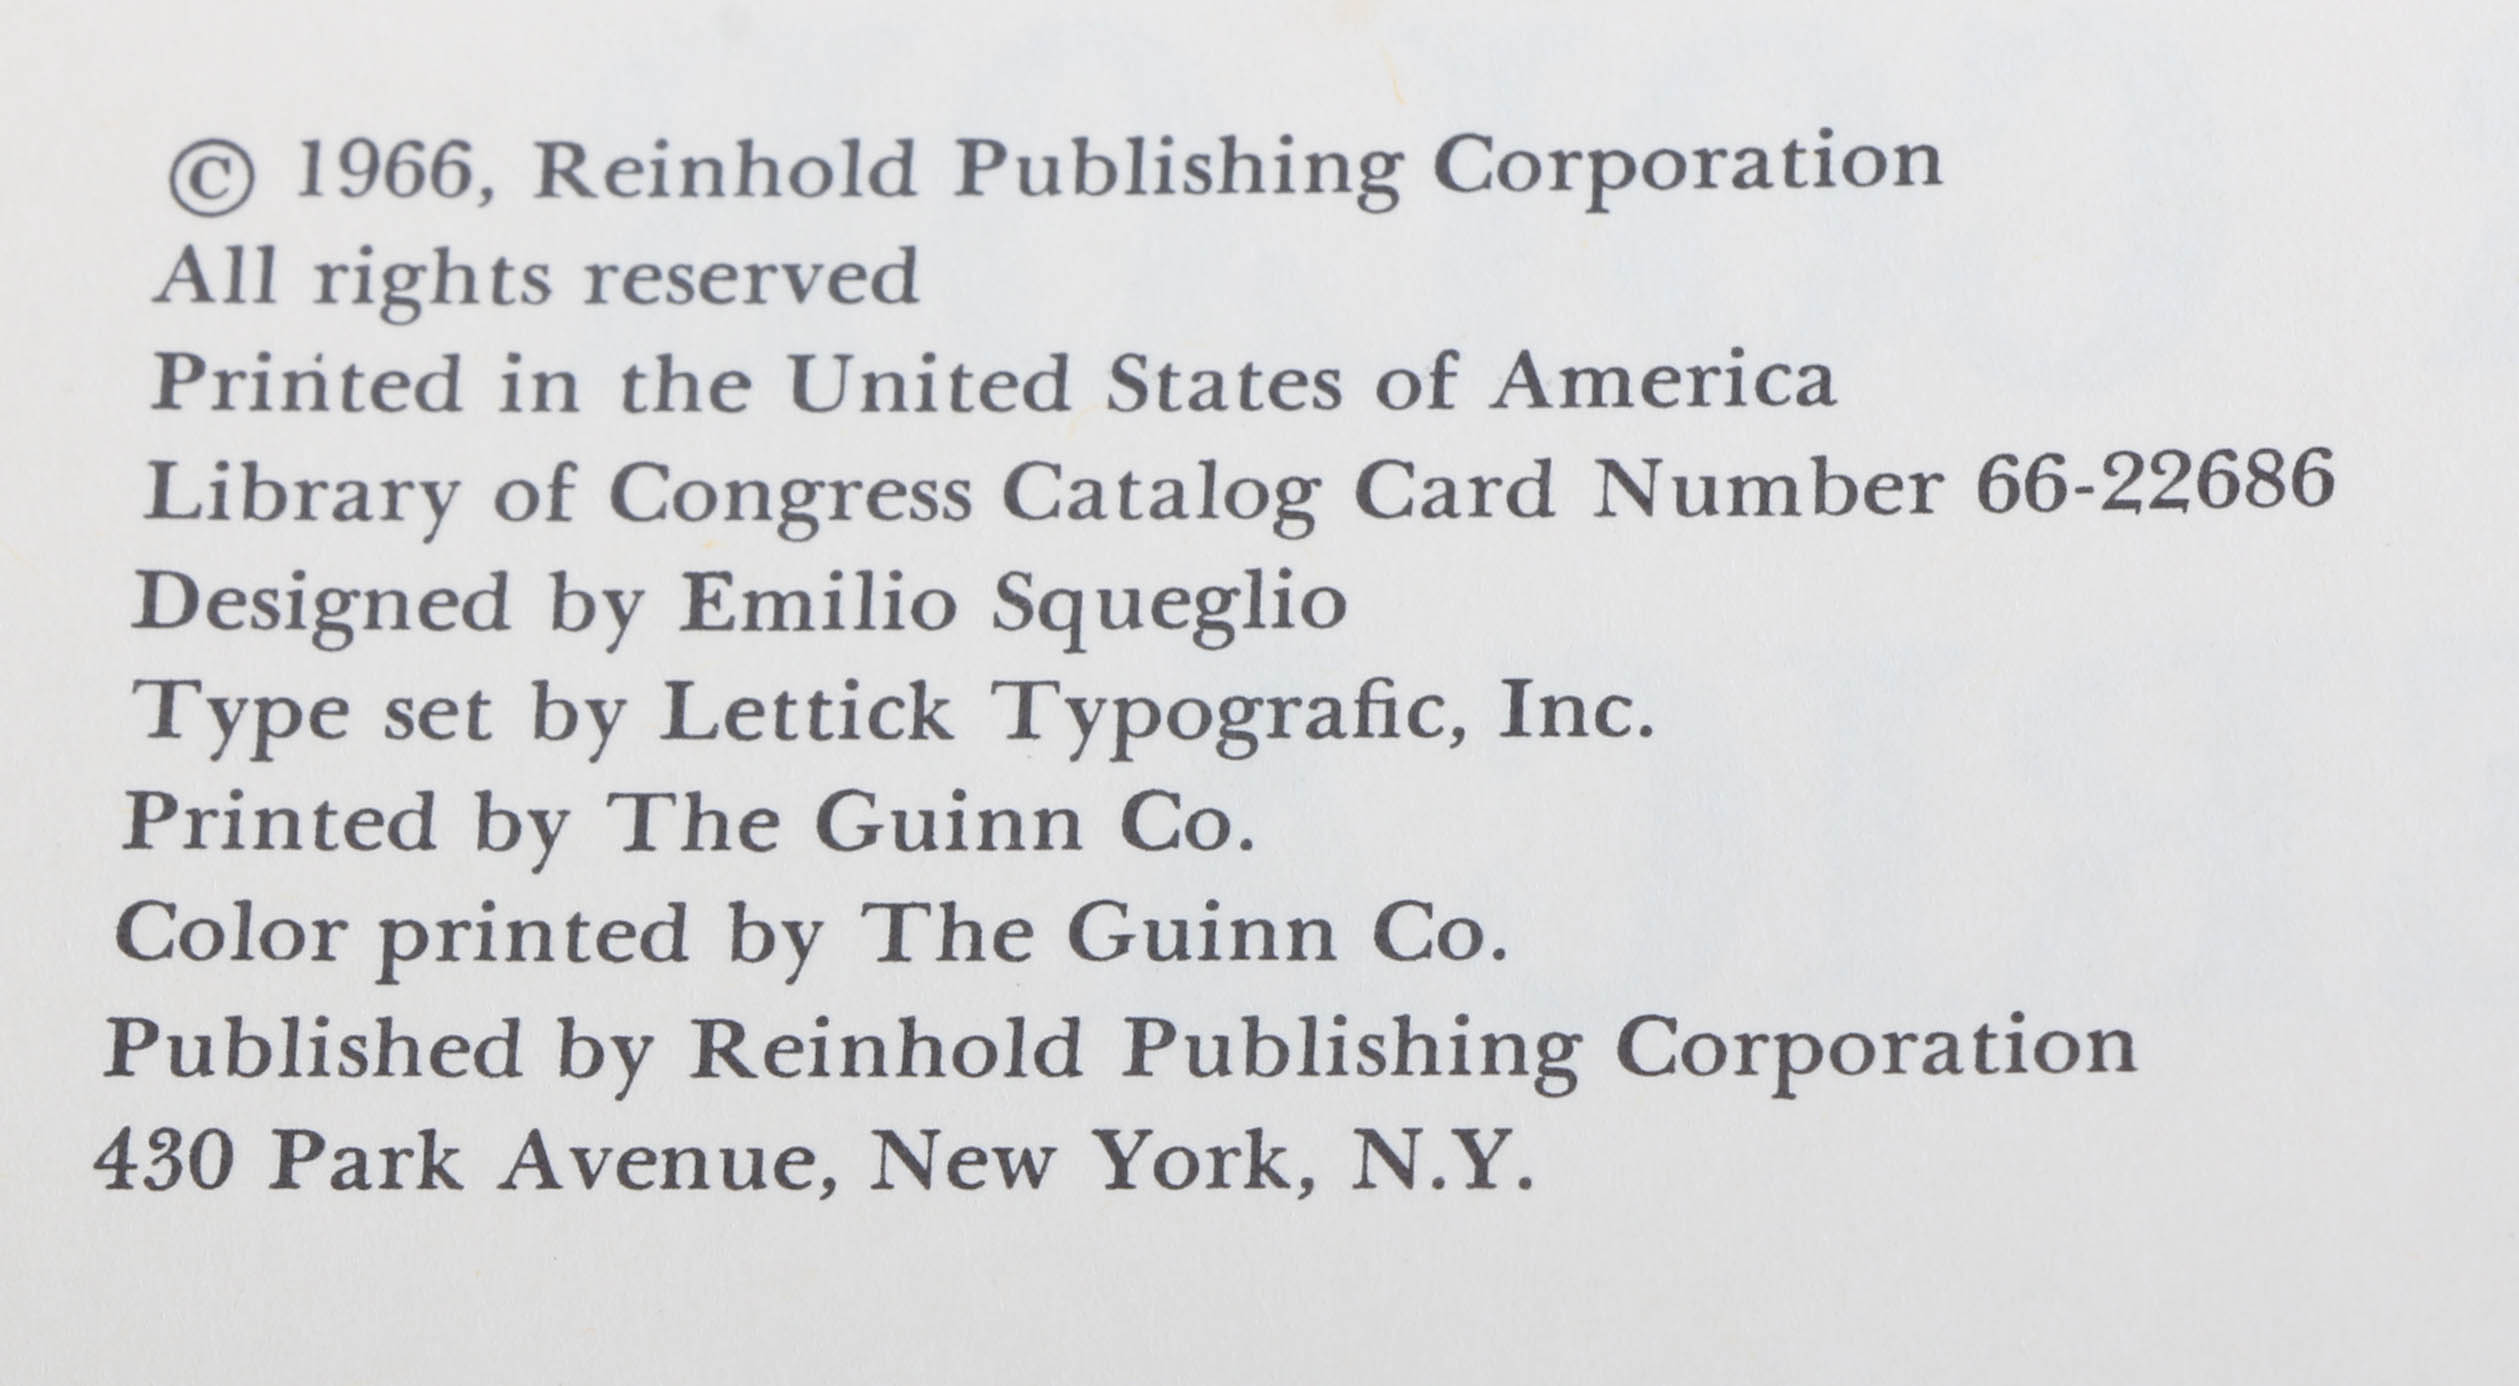 © 1966, Reinhold Publishing Corporation
All rights reserved
Printed in the United States of America
Library of Congress Catalog Card Number 66-22686
Designed by Emilio Squeglio
Type set by Lettick Typografic, Inc.
Printed by The Guinn Co.
Color printed by The Guinn Co.
Published by Reinhold Publishing Corporation
430 Park Avenue, New York, N.Y.